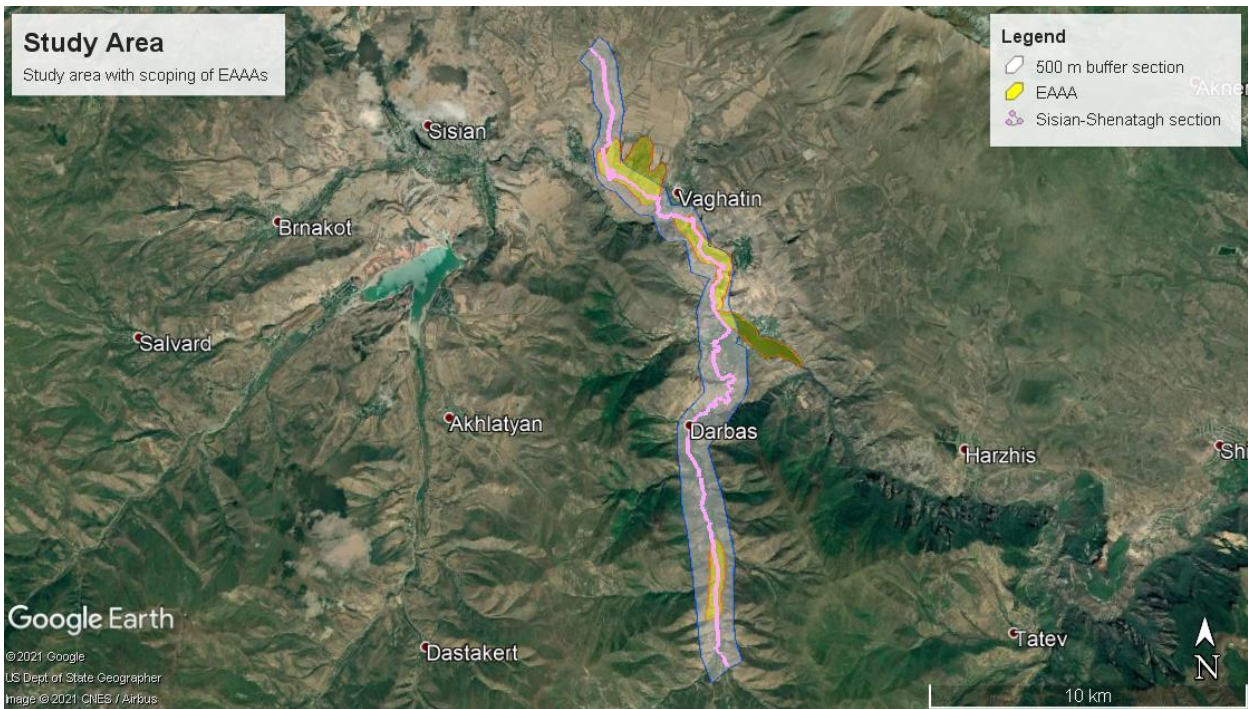 Study Area
Study area with scoping of EAAAs
Legend
500 m buffer section
EAAA
Sisian-Shenatagh section
Akner
Sisian
Vaghatin
Brnakot
Salvard
Akhlatyan
Darbas
Harzhis
Shi
Dastakert
Tatev
Google Earth
©2021 Google
US Dept of State Geographer
Image © 2021 CNES / Airbus
N
10 km